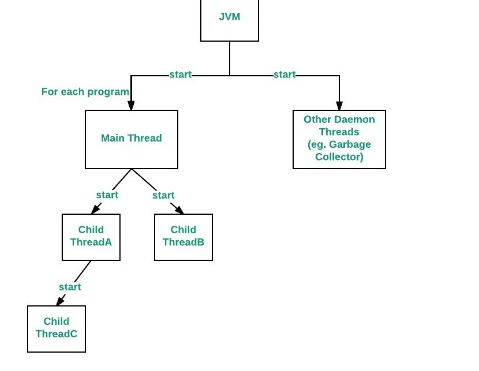 JVM
start
start
For each program
Main Thread
Other Daemon
Threads
(eg. Garbage
Collector)
start
start
Child
ThreadA
Child
ThreadB
start
Child
ThreadC